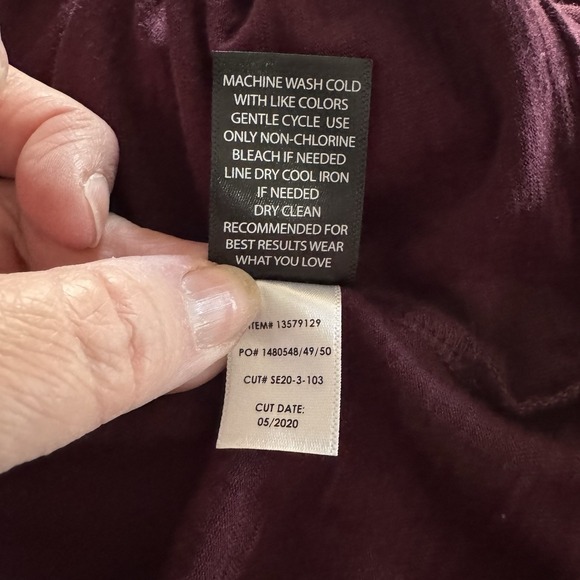 MACHINE WASH COLD
WITH LIKE COLORS
GENTLE CYCLE USE
ONLY NON-CHLORINE
BLEACH IF NEEDED
LINE DRY COOL IRON
IF NEEDED
DRY CLEAN
RECOMMENDED FOR
BEST RESULTS WEAR
WHAT YOU LOVE
ITEM# 13579129
PO# 1480548/49/50
CUT# SE20-3-103
CUT DATE:
05/2020